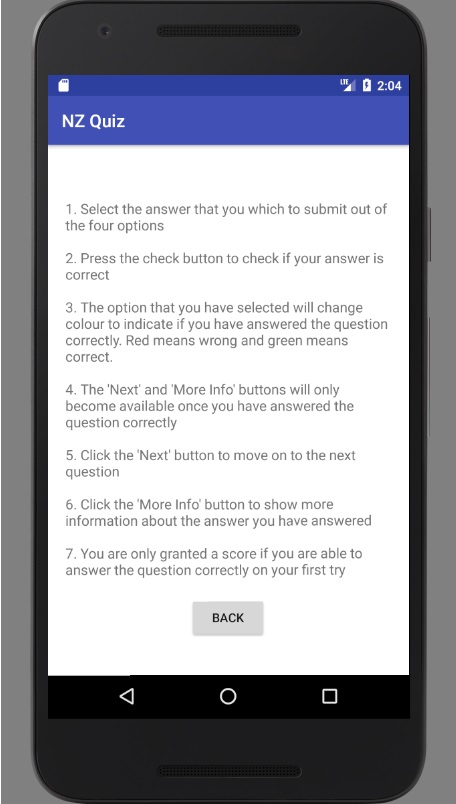 LTE 2:04
NZ Quiz
1. Select the answer that you which to submit out of
the four options
2. Press the check button to check if your answer is
correct
3. The option that you have selected will change
colour to indicate if you have answered the question
correctly. Red means wrong and green means
correct.
4. The 'Next' and 'More Info' buttons will only
become available once you have answered the
question correctly
5. Click the 'Next' button to move on to the next
question
6. Click the 'More Info' button to show more
information about the answer you have answered
7. You are only granted a score if you are able to
answer the question correctly on your first try
BACK